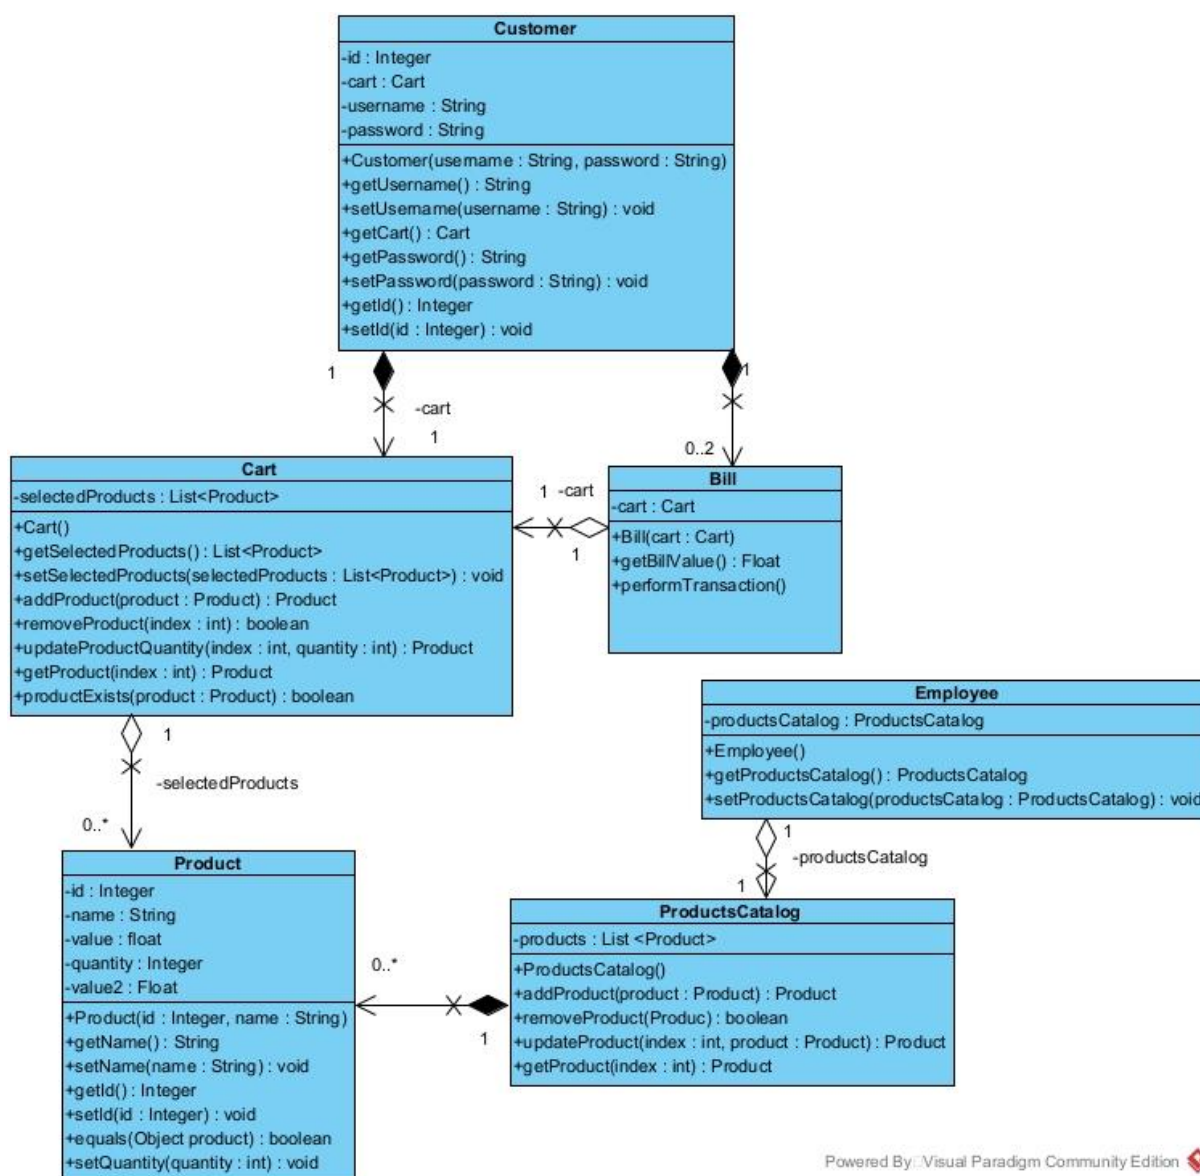 Customer
-id : Integer
-cart : Cart
-username : String
-password : String
+Customer(username : String, password : String)
+getUsername() : String
+setUsername(username : String) : void
+getCart() : Cart
+getPassword() : String
+setPassword(password : String) : void
+getId() : Integer
+setId(id : Integer) : void
1
-cart
1
1
0..2
Cart
-selectedProducts : List<Product>
+Cart()
+getSelectedProducts() : List<Product>
+setSelectedProducts(selectedProducts : List<Product>) : void
+addProduct(product : Product) : Product
+removeProduct(index : int) : boolean
+updateProductQuantity(index : int, quantity : int) : Product
+getProduct(index : int) : Product
+productExists(product : Product) : boolean
1 -cart
1
Bill
-cart : Cart
+Bill(cart : Cart)
+getBillValue() : Float
+performTransaction()
Employee
-productsCatalog : ProductsCatalog
+Employee()
+getProductsCatalog() : ProductsCatalog
+setProductsCatalog(productsCatalog : ProductsCatalog) : void
1
-selectedProducts
0..*
1
-productsCatalog
1
Product
-id : Integer
-name : String
-value : float
-quantity : Integer
-value2 : Float
+Product(id : Integer, name : String)
+getName() : String
+setName(name : String) : void
+getId() : Integer
+setId(id : Integer) : void
+equals(Object product) : boolean
+setQuantity(quantity : int) : void
0..*
1
ProductsCatalog
-products : List <Product>
+ProductsCatalog()
+addProduct(product : Product) : Product
+removeProduct(Produc) : boolean
+updateProduct(index : int, product : Product) : Product
+getProduct(index : int) : Product
Powered By Visual Paradigm Community Edition